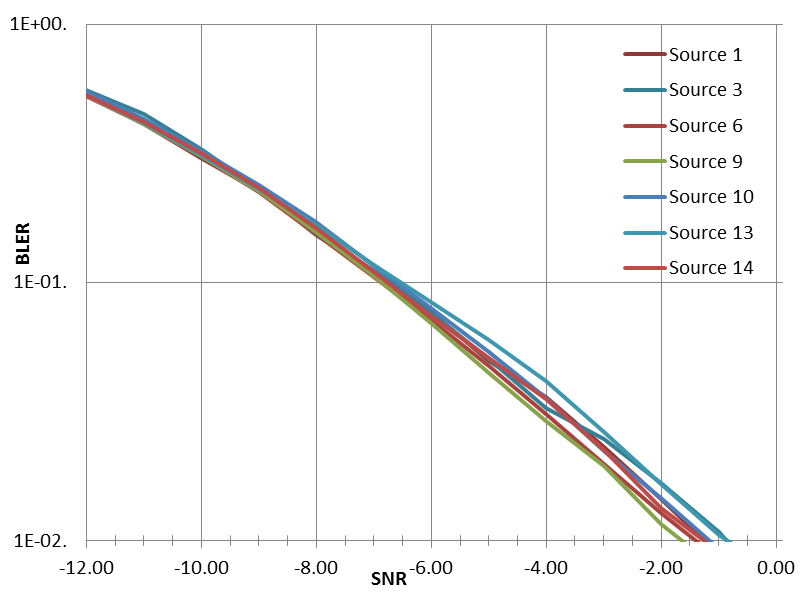 1E+00.
Source 1
Source 3
Source 6
Source 9
Source 10
Source 13
Source 14
BLER
1E-01.
1E-02.
-12.00 -10.00 -8.00 -6.00 -4.00 -2.00 0.00
SNR